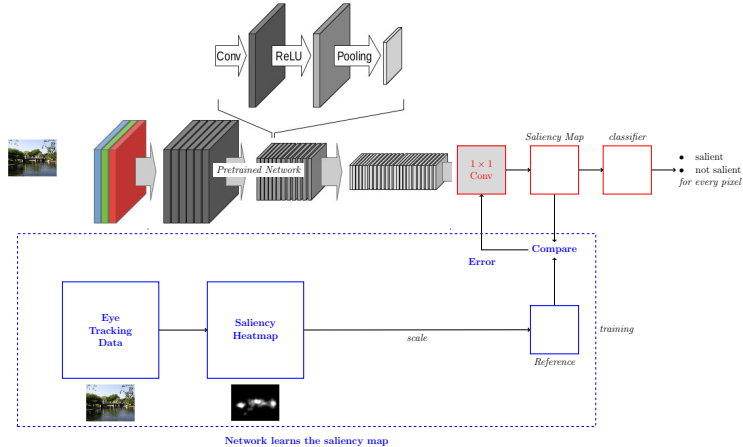 Conv
ReLU
Pooling
Pretrained Network
1 × 1
Conv
Saliency Map
classifier
• salient
• not salient
for every pixel
Compare
Error
Eye
Tracking
Data
Saliency
Heatmap
scale
Reference
training
Network learns the saliency map